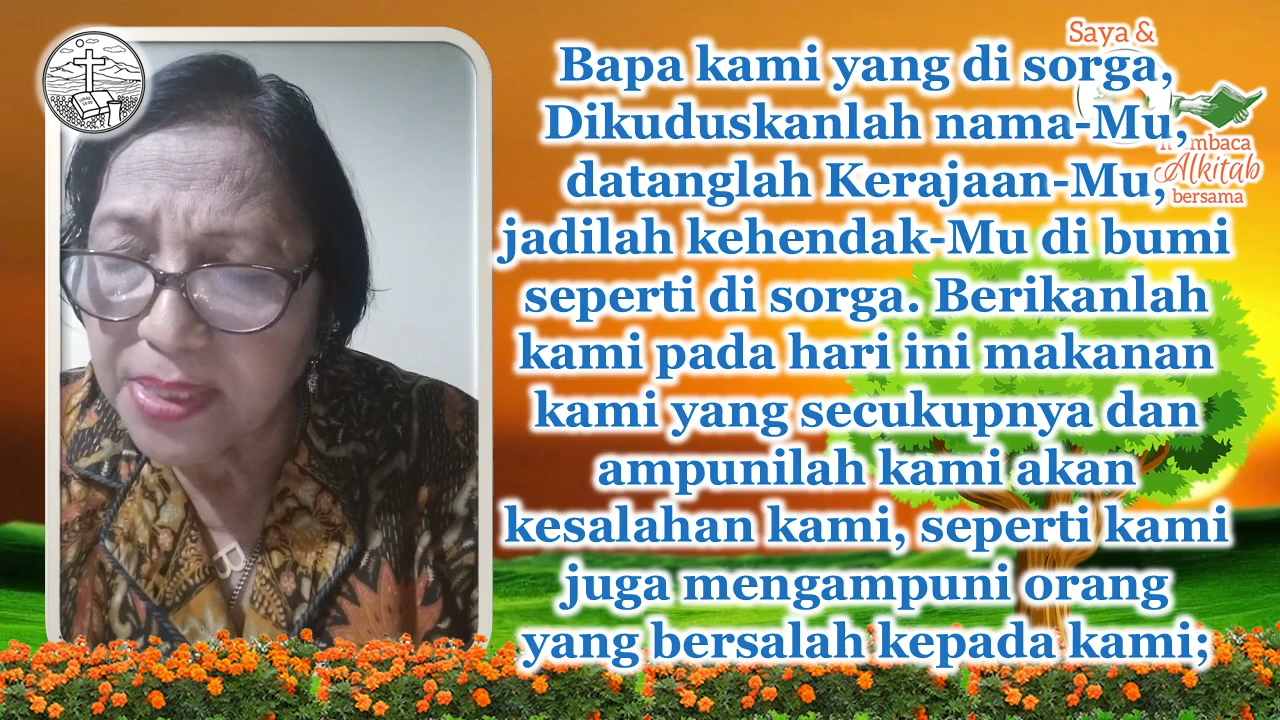 Saya &
Bapa kami yang di sorga,
Dikuduskanlah nama-Mu,
datanglah Kerajaan-Mu,
jadilah kehendak-Mu di bumi
seperti di sorga. Berikanlah
kami pada hari ini makanan
kami yang secukupnya dan
ampunilah kami akan
kesalahan kami, seperti kami
juga mengampuni orang
yang bersalah kepada kami;
Alkitab
bersama
B